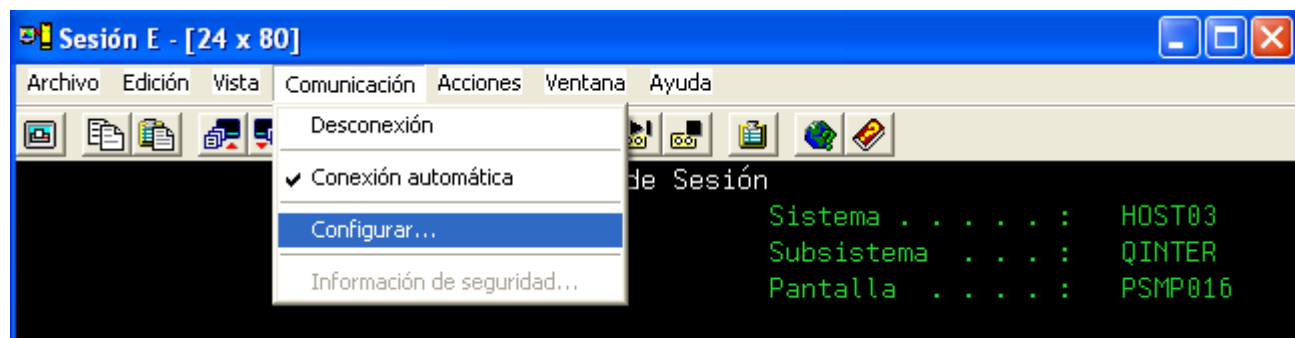 Sesión E - [24 x 80]
Archivo Edición Vista Comunicación Acciones Ventana Ayuda
Desconexión
✓ Conexión automática
de Sesión
Configurar...
Sistema . . . . . : HOST03
Subsistema . . . : QINTER
Información de seguridad...
Pantalla . . . . : PSMP016